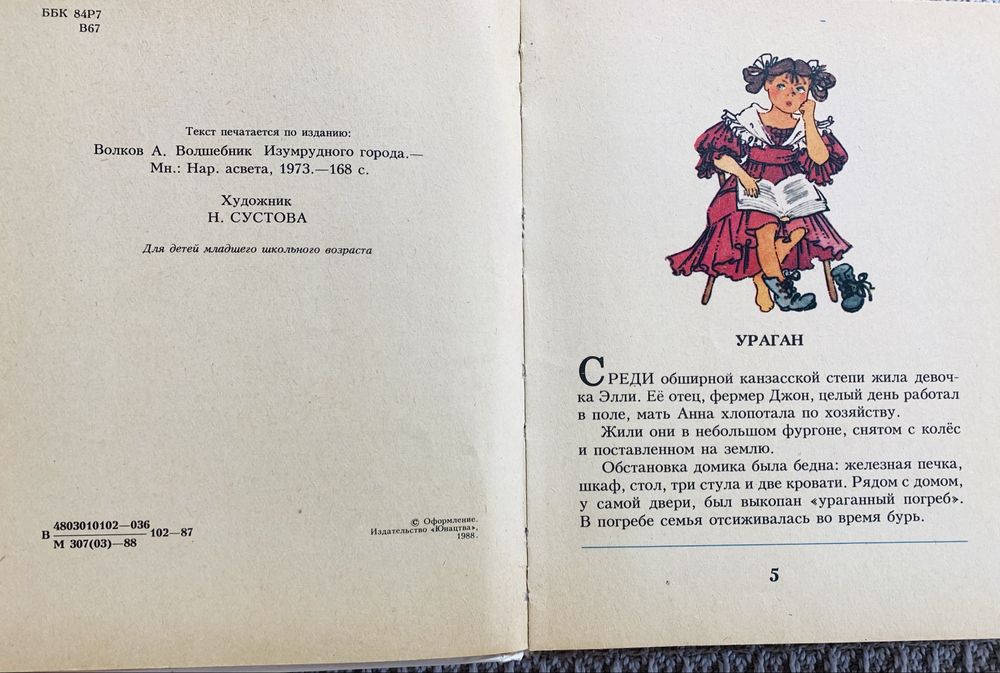 ББК 84Р7
В67
Текст печатается по изданию:
Волков А. Волшебник Изумрудного города.—
Мн.: Нар. асвета, 1973.—168 с.
Художник
Н. СУСТОВА
Для детей младшего школьного возраста
В 4803010102—036 102—87
М 307(03)—88
© Оформление.
Издательство «Юнацтва».
1988.
УРАГАН
СРЕДИ обширной канзасской степи жила девоч-
ка Элли. Её отец, фермер Джон, целый день работал
в поле, мать Анна хлопотала по хозяйству.
Жили они в небольшом фургоне, снятом с колёс
и поставленном на землю.
Обстановка домика была бедна: железная печка,
шкаф, стол, три стула и две кровати. Рядом с домом,
у самой двери, был выкопан «ураганный погреб».
В погребе семья отсиживалась во время бурь.
5